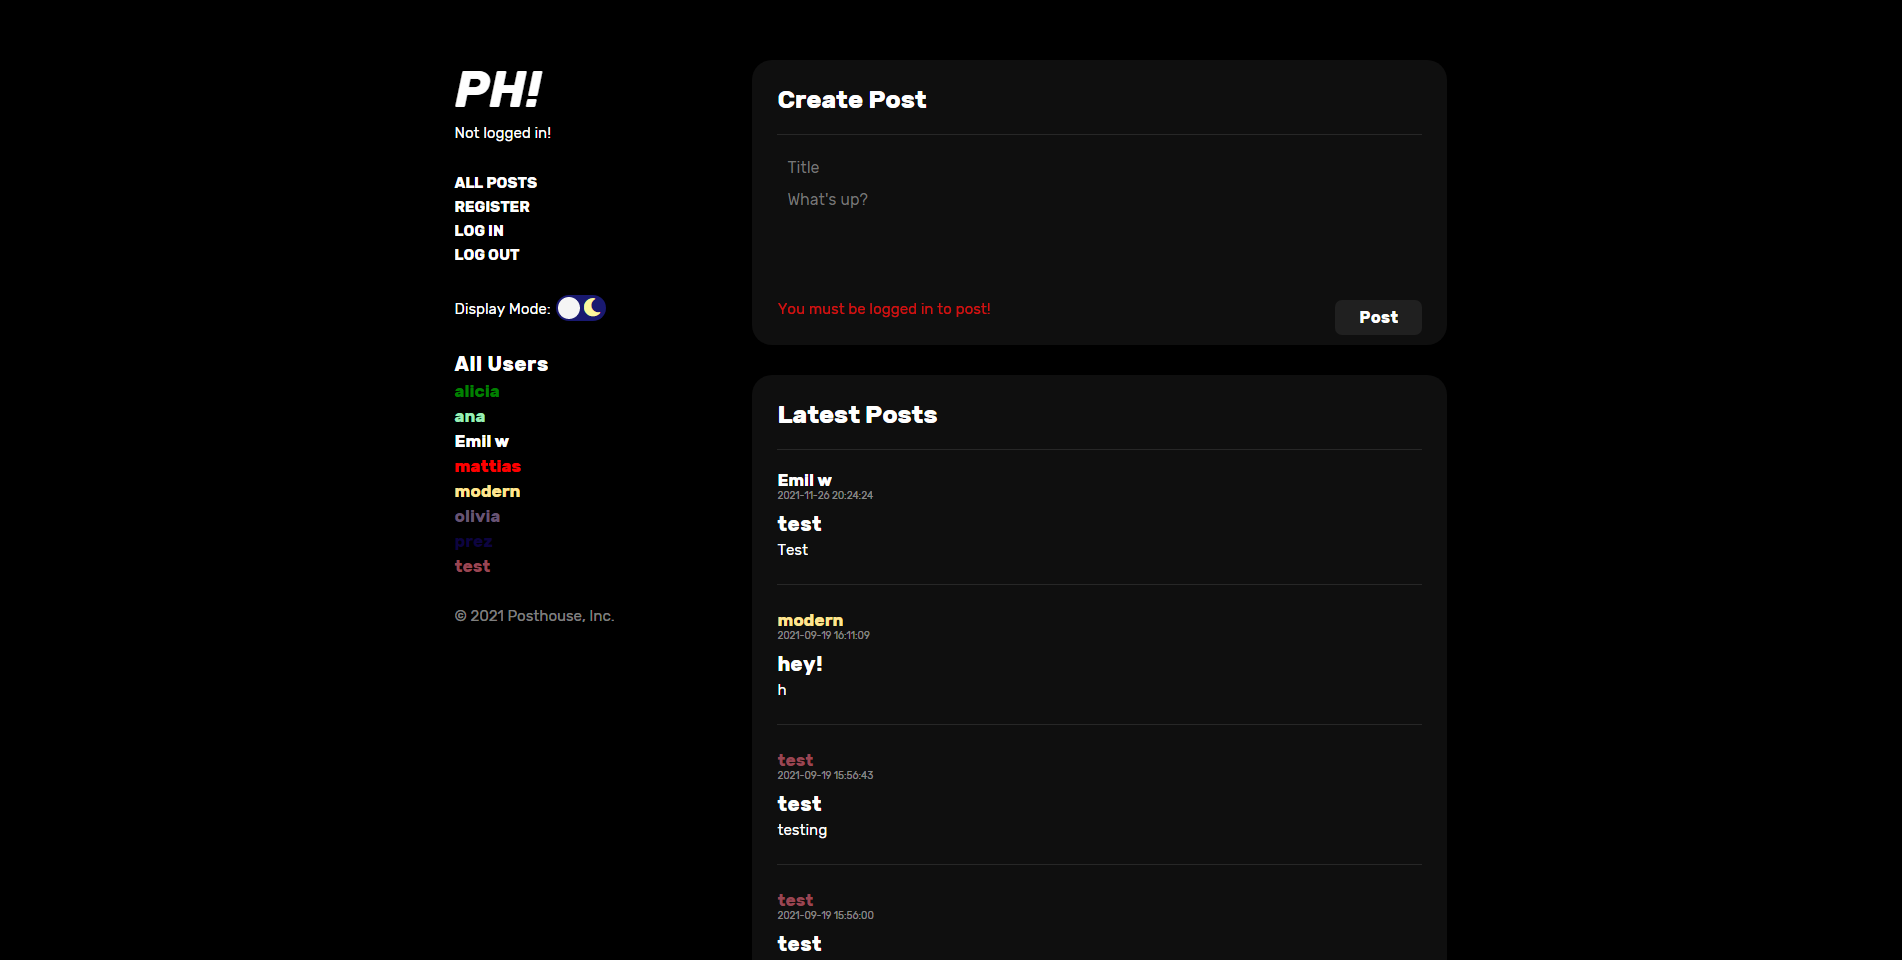 PH!
Not logged in!
ALL POSTS
REGISTER
LOG IN
LOG OUT
Display Mode:
All Users
alicia
ana
Emil w
mattias
modern
olivia
prez
test
© 2021 Posthouse, Inc.
Create Post
Title
What's up?
You must be logged in to post!
Post
Latest Posts
Emil w
2021-11-26 20:24:24
test
Test
modern
2021-09-19 16:11:09
hey!
h
test
2021-09-19 15:56:43
test
testing
test
2021-09-19 15:56:00
test